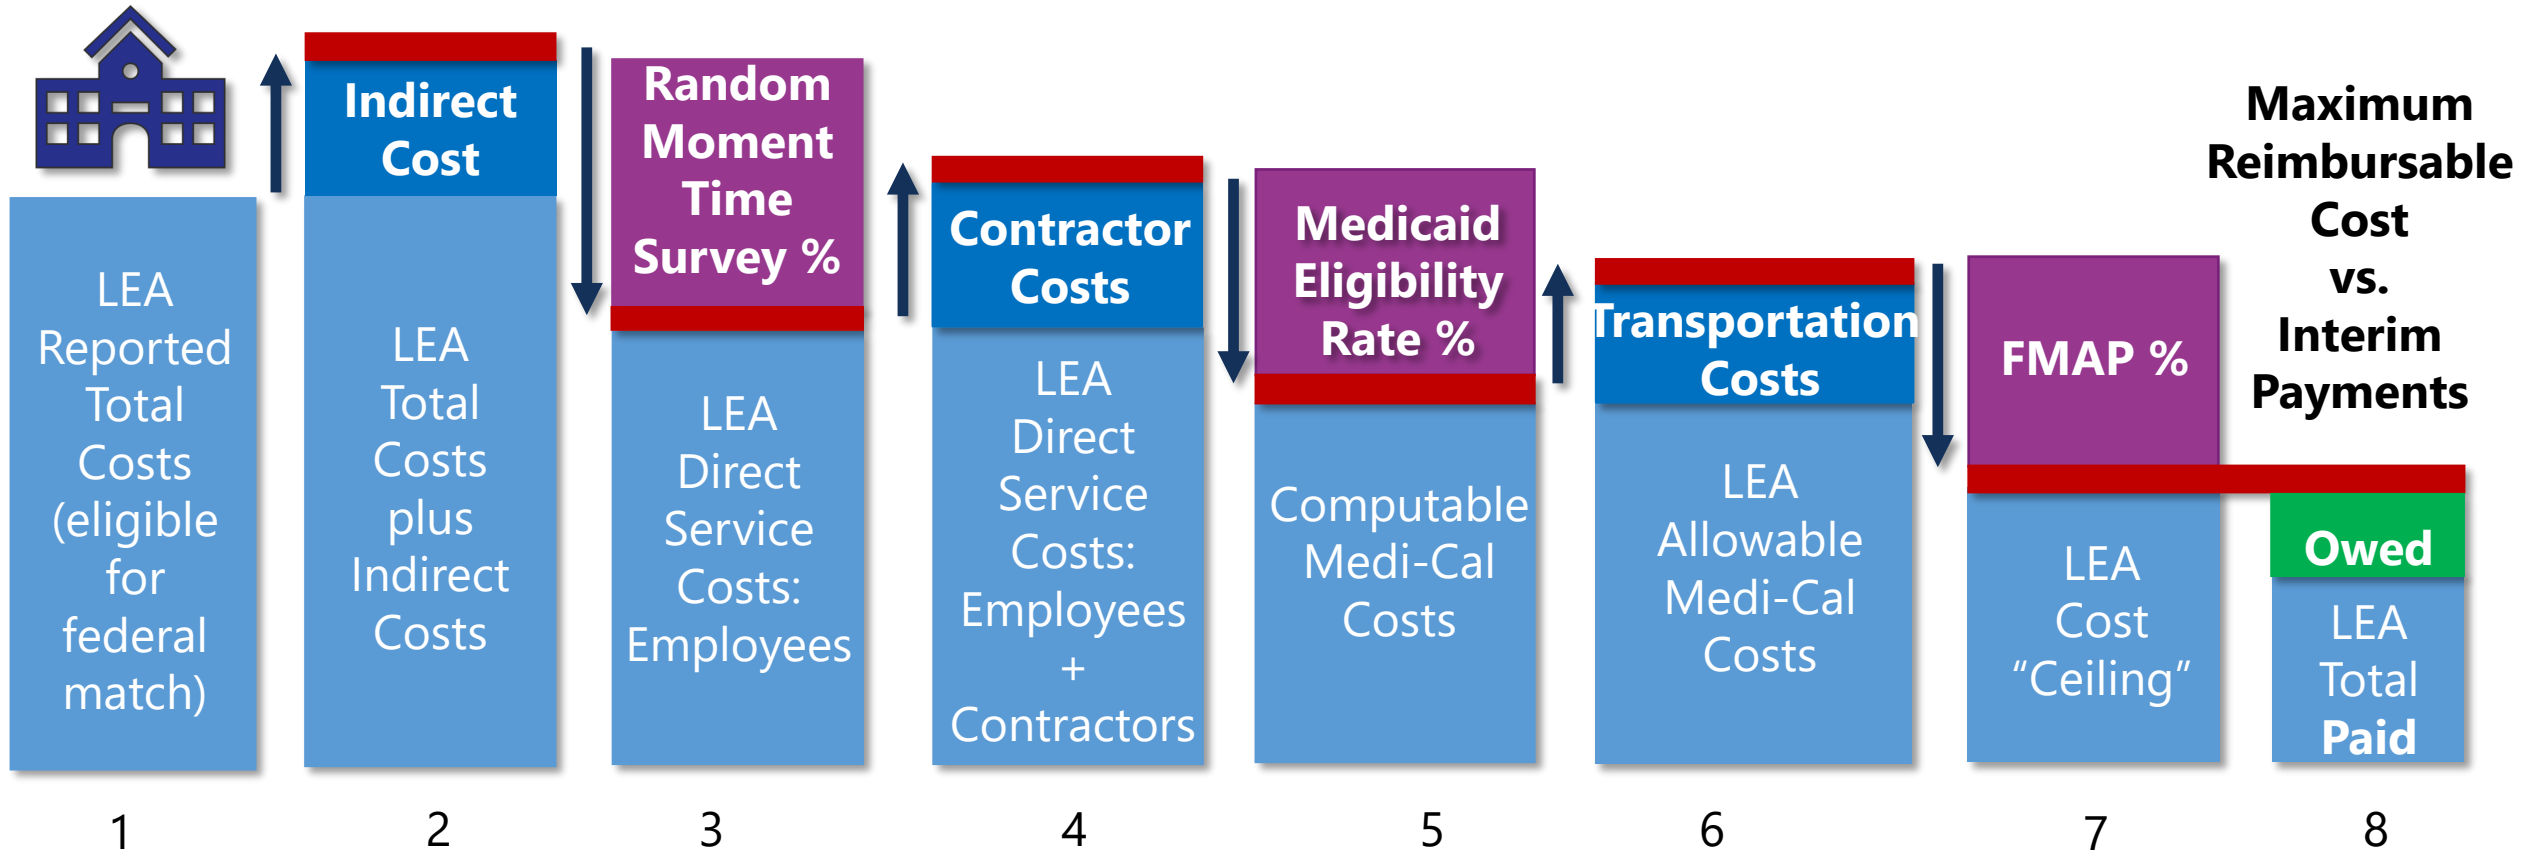 LEA
Reported
Total
Costs
(eligible
for
federal
match)
1
Indirect
Cost
LEA
Total
Costs
plus
Indirect
Costs
2
Random
Moment
Time
Survey %
LEA
Direct
Service
Costs:
Employees
3
Contractor
Costs
LEA
Direct
Service
Costs:
Employees
+
Contractors
4
Medicaid
Eligibility
Rate %
Computable
Medi-Cal
Costs
5
Transportation
Costs
LEA
Allowable
Medi-Cal
Costs
6
FMAP %
LEA
Cost
“Ceiling”
7
Maximum
Reimbursable
Cost
vs.
Interim
Payments
Owed
LEA
Total
Paid
8